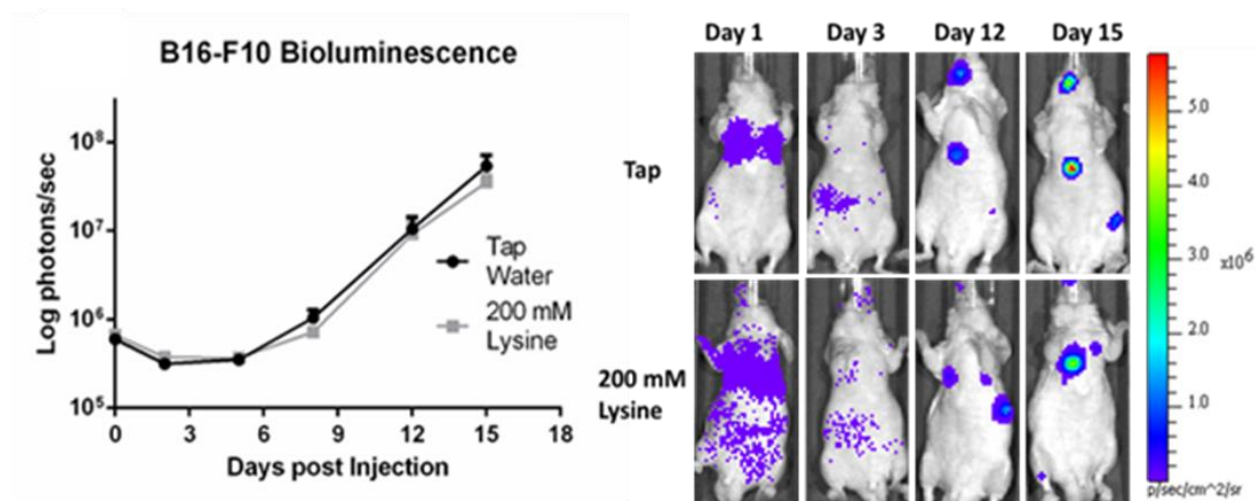 B16-F10 Bioluminescence
Log photons/sec
10⁸
10⁷
10⁶
10⁵
0 3 6 9 12 15 18
Days post Injection
Tap
Water
200 mM
Lysine
Day 1 Day 3 Day 12 Day 15
Tap
200 mM
Lysine
5.0
4.0
3.0
x10⁶
2.0
1.0
p/sec/cm^2/sr